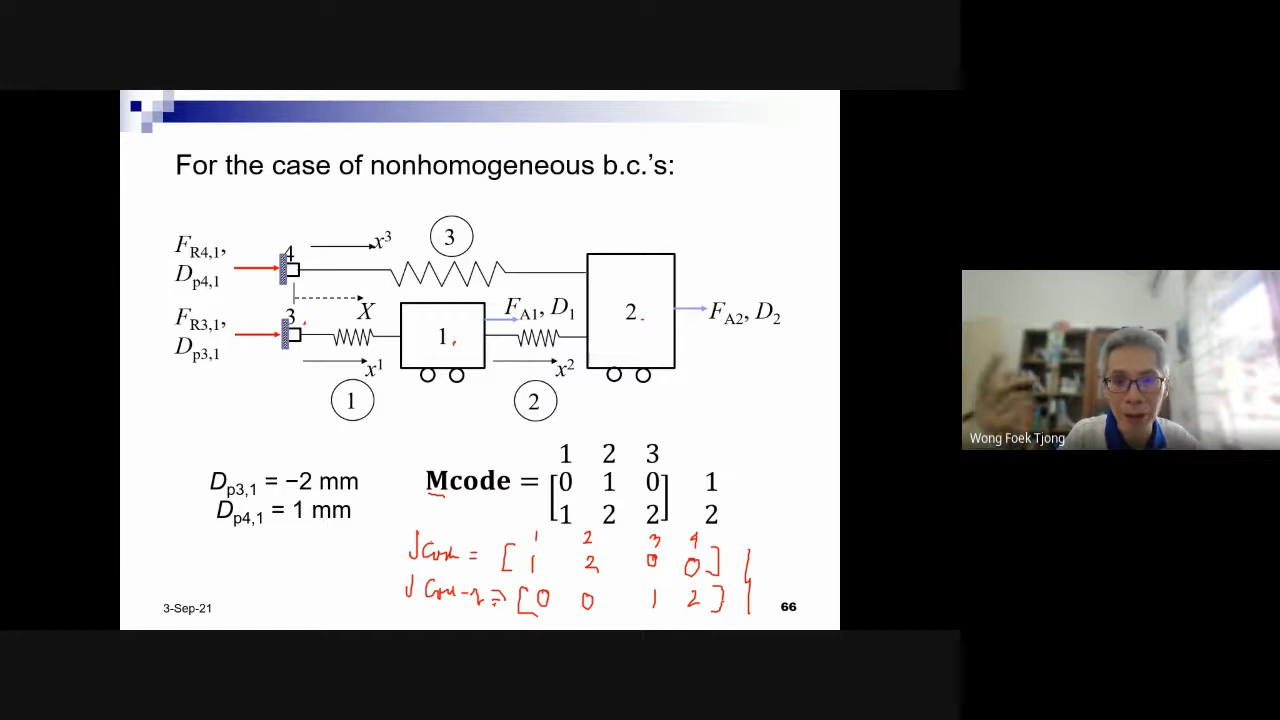 For the case of nonhomogeneous b.c.'s:
F_R4,1, D_p4,1
4
x³
3
F_R3,1, D_p3,1
3
X
x¹
1
1
F_A1, D₁
x²
2
2
F_A2, D₂
D_p3,1 = −2 mm
D_p4,1 = 1 mm
1 2 3
Mcode = [0 1 0] 1
[1 2 2] 2
1 2 3 4
= [1 2 0 0]
= [0 0 1 2]
3-Sep-21
66
Wong Foek Tjong